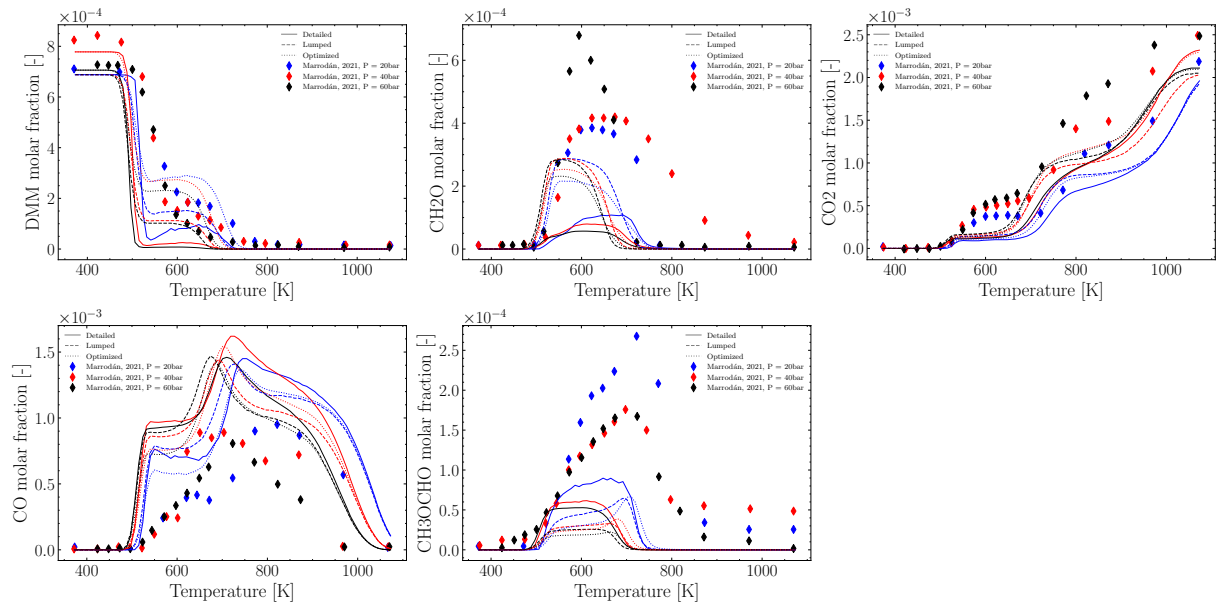 ×10⁻⁴
DMM molar fraction [-]
8
6
4
2
0
400 600 800 1000
Temperature [K]
Detailed
Lumped
Optimized
Marrodán, 2021, P = 20bar
Marrodán, 2021, P = 40bar
Marrodán, 2021, P = 60bar
×10⁻⁴
CH2O molar fraction [-]
6
4
2
0
400 600 800 1000
Temperature [K]
Detailed
Lumped
Optimized
Marrodán, 2021, P = 20bar
Marrodán, 2021, P = 40bar
Marrodán, 2021, P = 60bar
×10⁻³
CO2 molar fraction [-]
2.5
2.0
1.5
1.0
0.5
0.0
400 600 800 1000
Temperature [K]
Detailed
Lumped
Optimized
Marrodán, 2021, P = 20bar
Marrodán, 2021, P = 40bar
Marrodán, 2021, P = 60bar
×10⁻³
CO molar fraction [-]
1.5
1.0
0.5
0.0
400 600 800 1000
Temperature [K]
Detailed
Lumped
Optimized
Marrodán, 2021, P = 20bar
Marrodán, 2021, P = 40bar
Marrodán, 2021, P = 60bar
×10⁻⁴
CH3OCHO molar fraction [-]
2.5
2.0
1.5
1.0
0.5
0.0
400 600 800 1000
Temperature [K]
Detailed
Lumped
Optimized
Marrodán, 2021, P = 20bar
Marrodán, 2021, P = 40bar
Marrodán, 2021, P = 60bar